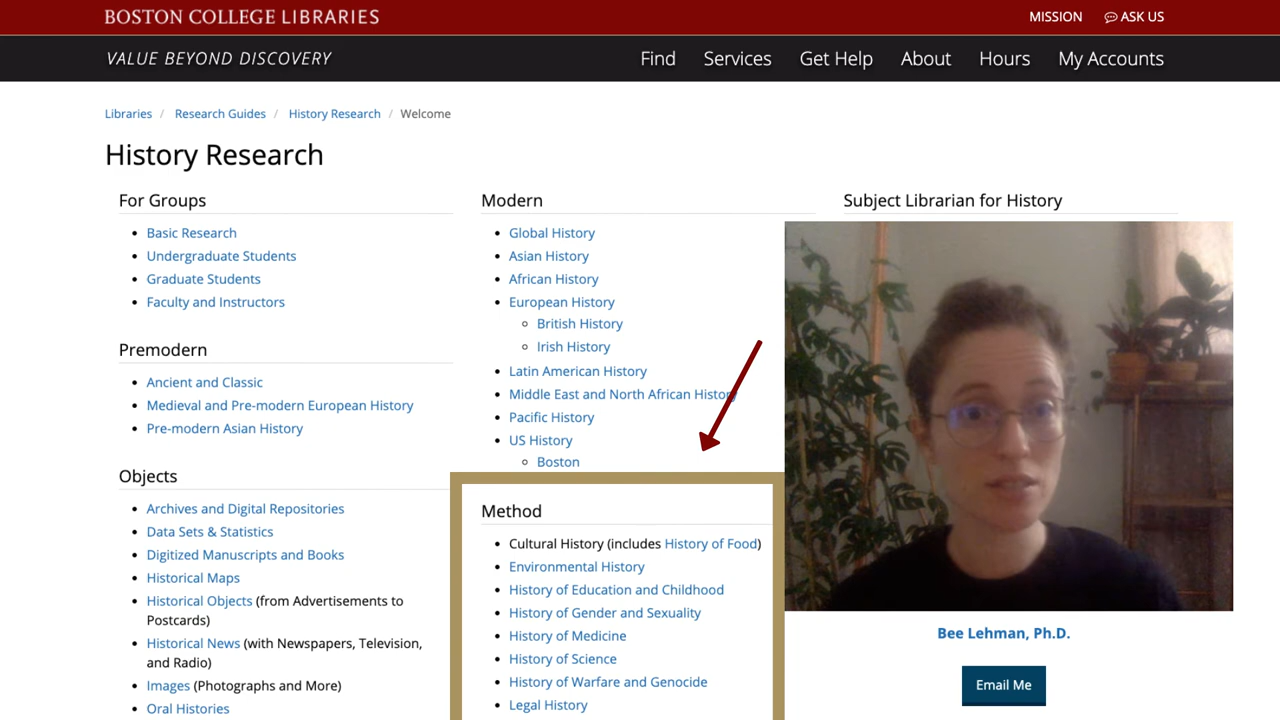 BOSTON COLLEGE LIBRARIES
MISSION
ASK US
VALUE BEYOND DISCOVERY
Find
Services
Get Help
About
Hours
My Accounts
Libraries / Research Guides / History Research / Welcome
History Research
For Groups
Basic Research
Undergraduate Students
Graduate Students
Faculty and Instructors
Premodern
Ancient and Classic
Medieval and Pre-modern European History
Pre-modern Asian History
Objects
Archives and Digital Repositories
Data Sets & Statistics
Digitized Manuscripts and Books
Historical Maps
Historical Objects (from Advertisements to
Postcards)
Historical News (with Newspapers, Television,
and Radio)
Images (Photographs and More)
Oral Histories
Modern
Global History
Asian History
African History
European History
British History
Irish History
Latin American History
Middle East and North African History
Pacific History
US History
Boston
Method
Cultural History (includes History of Food)
Environmental History
History of Education and Childhood
History of Gender and Sexuality
History of Medicine
History of Science
History of Warfare and Genocide
Legal History
Subject Librarian for History
Bee Lehman, Ph.D.
Email Me